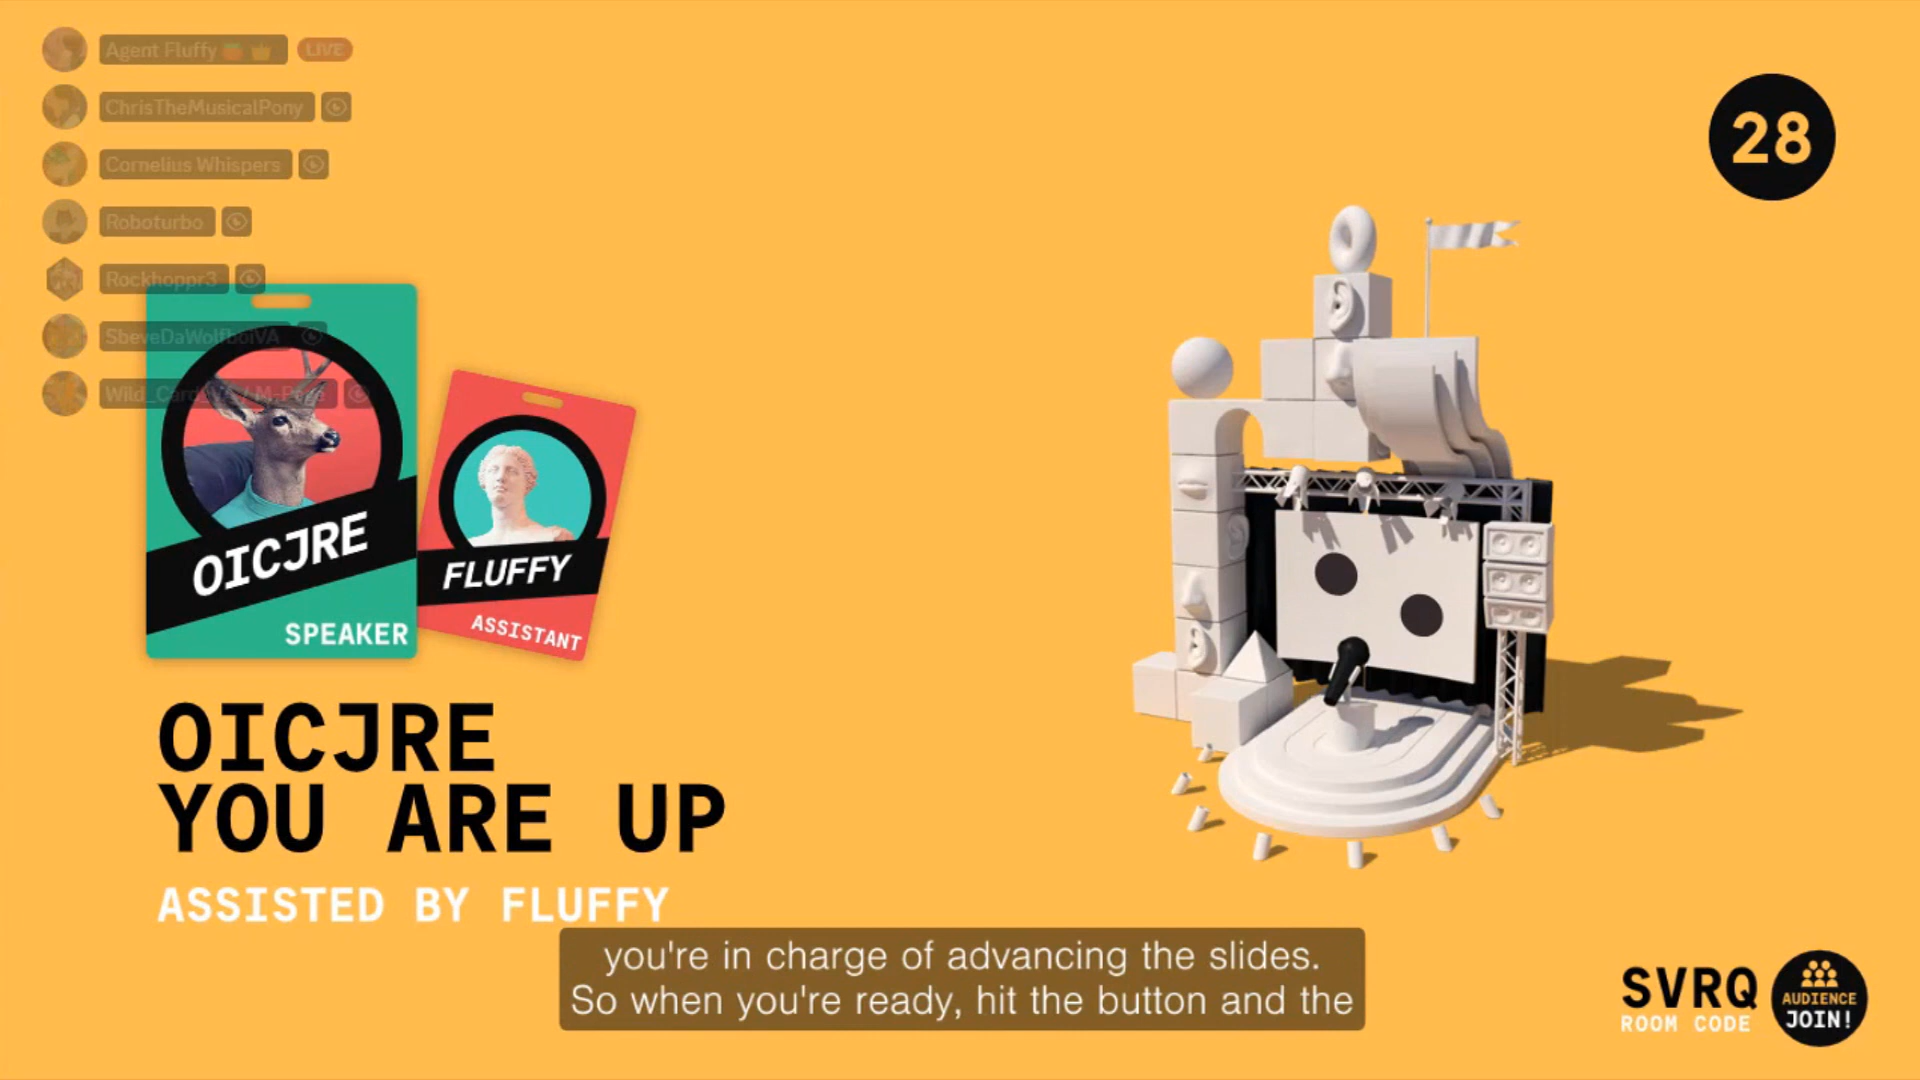 Agent Fluffy LIVE
ChrisTheMusicalPony
Cornelius Whispers
Roboturbo
Rockhoppr3
SbeveDaWolfboiVA
28
OICJRE
SPEAKER
FLUFFY
ASSISTANT
OICJRE
YOU ARE UP
ASSISTED BY FLUFFY
you're in charge of advancing the slides.
So when you're ready, hit the button and the
SVRQ
ROOM CODE
AUDIENCE
JOIN!